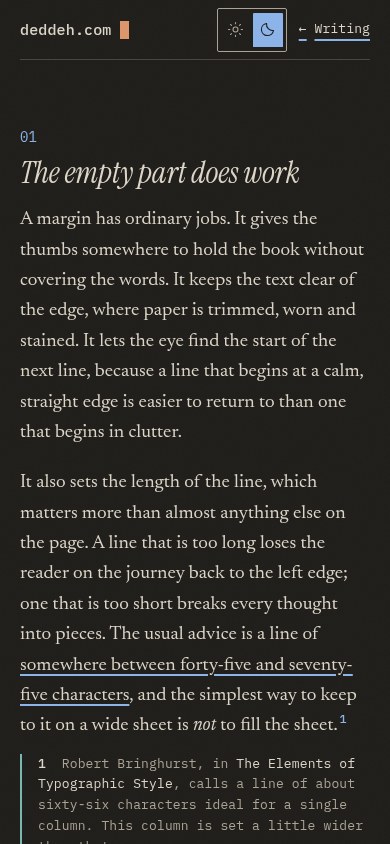 deddeh.com
← Writing
01
The empty part does work
A margin has ordinary jobs. It gives the
thumbs somewhere to hold the book without
covering the words. It keeps the text clear of
the edge, where paper is trimmed, worn and
stained. It lets the eye find the start of the
next line, because a line that begins at a calm,
straight edge is easier to return to than one
that begins in clutter.
It also sets the length of the line, which
matters more than almost anything else on
the page. A line that is too long loses the
reader on the journey back to the left edge;
one that is too short breaks every thought
into pieces. The usual advice is a line of
somewhere between forty-five and seventy-
five characters, and the simplest way to keep
to it on a wide sheet is not to fill the sheet.1
1 Robert Bringhurst, in The Elements of
Typographic Style, calls a line of about
sixty-six characters ideal for a single
column. This column is set a little wider